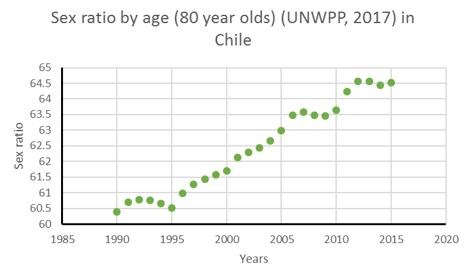 Sex ratio by age (80 year olds) (UNWPP, 2017) in
Chile
65
64.5
64
63.5
63
62.5
62
61.5
61
60.5
60
Sex ratio
1985 1990 1995 2000 2005 2010 2015 2020
Years